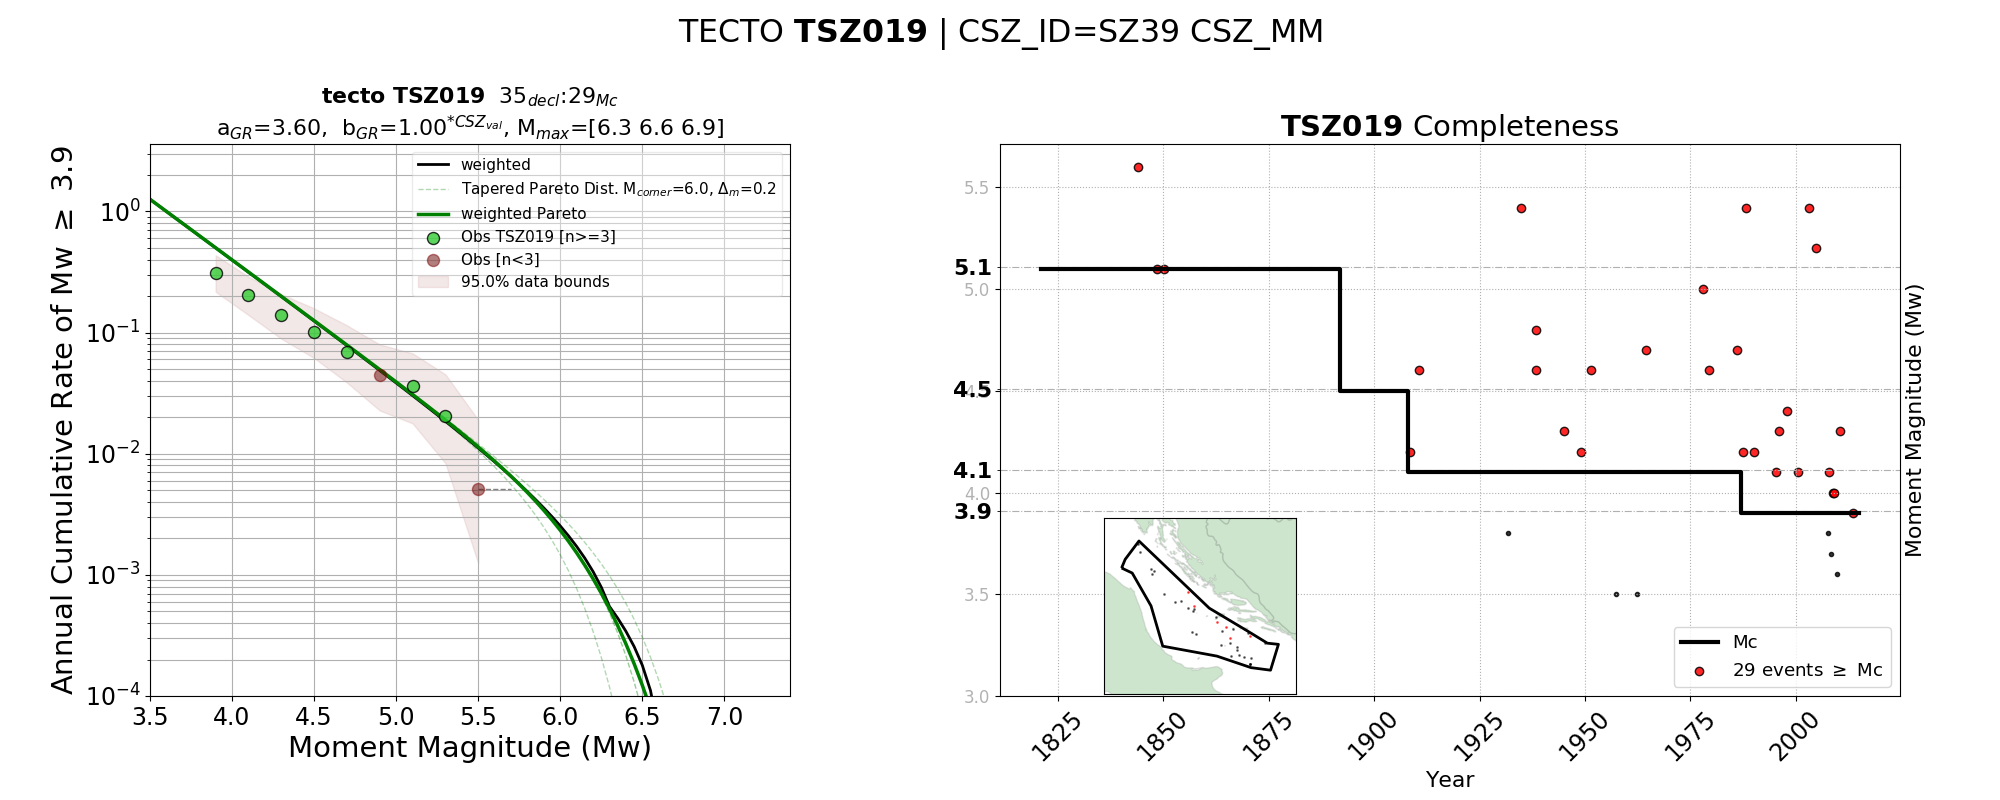 TECTO TSZ019 | CSZ_ID=SZ39 CSZ_MM
tecto TSZ019 35decl:29Mc
aGR=3.60, bGR=1.00*CSZval, Mmax=[6.3 6.6 6.9]
Annual Cumulative Rate of Mw ≥ 3.9
10^0
10^-1
10^-2
10^-3
10^-4
weighted
Tapered Pareto Dist. Mcorner=6.0, Δm=0.2
weighted Pareto
Obs TSZ019 [n>=3]
Obs [n<3]
95.0% data bounds
3.5 4.0 4.5 5.0 5.5 6.0 6.5 7.0
Moment Magnitude (Mw)
TSZ019 Completeness
5.5
5.1
5.0
4.5
4.5
4.1
4.0
3.9
3.5
3.0
Moment Magnitude (Mw)
Mc
29 events ≥ Mc
1825 1850 1875 1900 1925 1950 1975 2000
Year